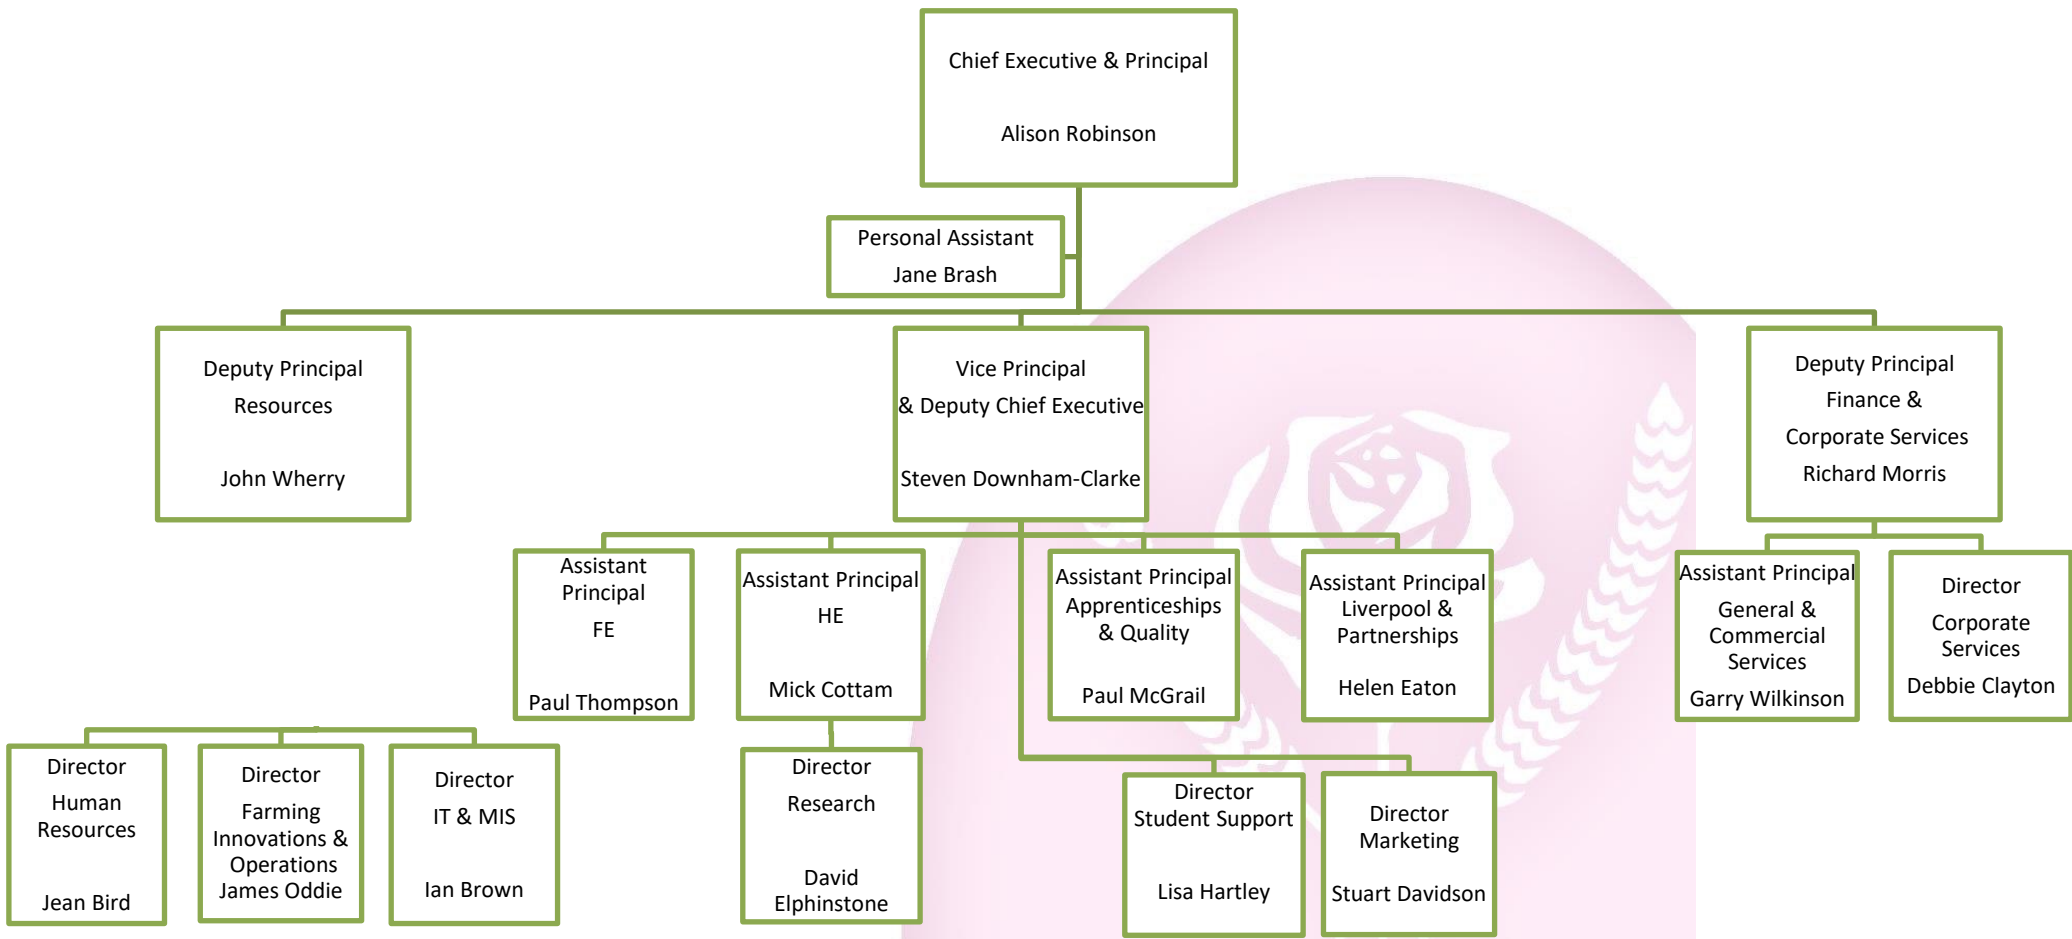 Chief Executive & Principal
Alison Robinson
Personal Assistant
Jane Brash
Deputy Principal
Resources
John Wherry
Vice Principal
& Deputy Chief Executive
Steven Downham-Clarke
Deputy Principal
Finance &
Corporate Services
Richard Morris
Assistant
Principal
FE
Paul Thompson
Assistant Principal
HE
Mick Cottam
Assistant Principal
Apprenticeships
& Quality
Paul McGrail
Assistant Principal
Liverpool &
Partnerships
Helen Eaton
Assistant Principal
General &
Commercial
Services
Garry Wilkinson
Director
Corporate
Services
Debbie Clayton
Director
Human
Resources
Jean Bird
Director
Farming
Innovations &
Operations
James Oddie
Director
IT & MIS
Ian Brown
Director
Research
David
Elphinstone
Director
Student Support
Lisa Hartley
Director
Marketing
Stuart Davidson